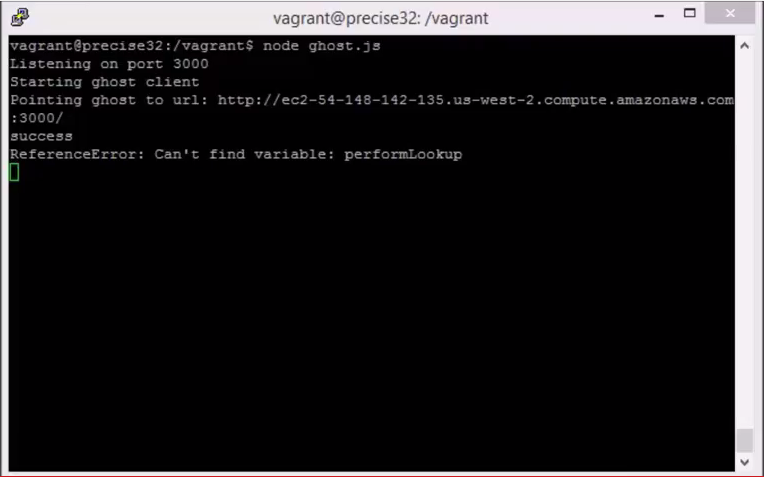 vagrant@precise32: /vagrant
vagrant@precise32:/vagrant$ node ghost.js
Listening on port 3000
Starting ghost client
Pointing ghost to url: http://ec2-54-148-142-135.us-west-2.compute.amazonaws.com
:3000/
success
ReferenceError: Can't find variable: performLookup